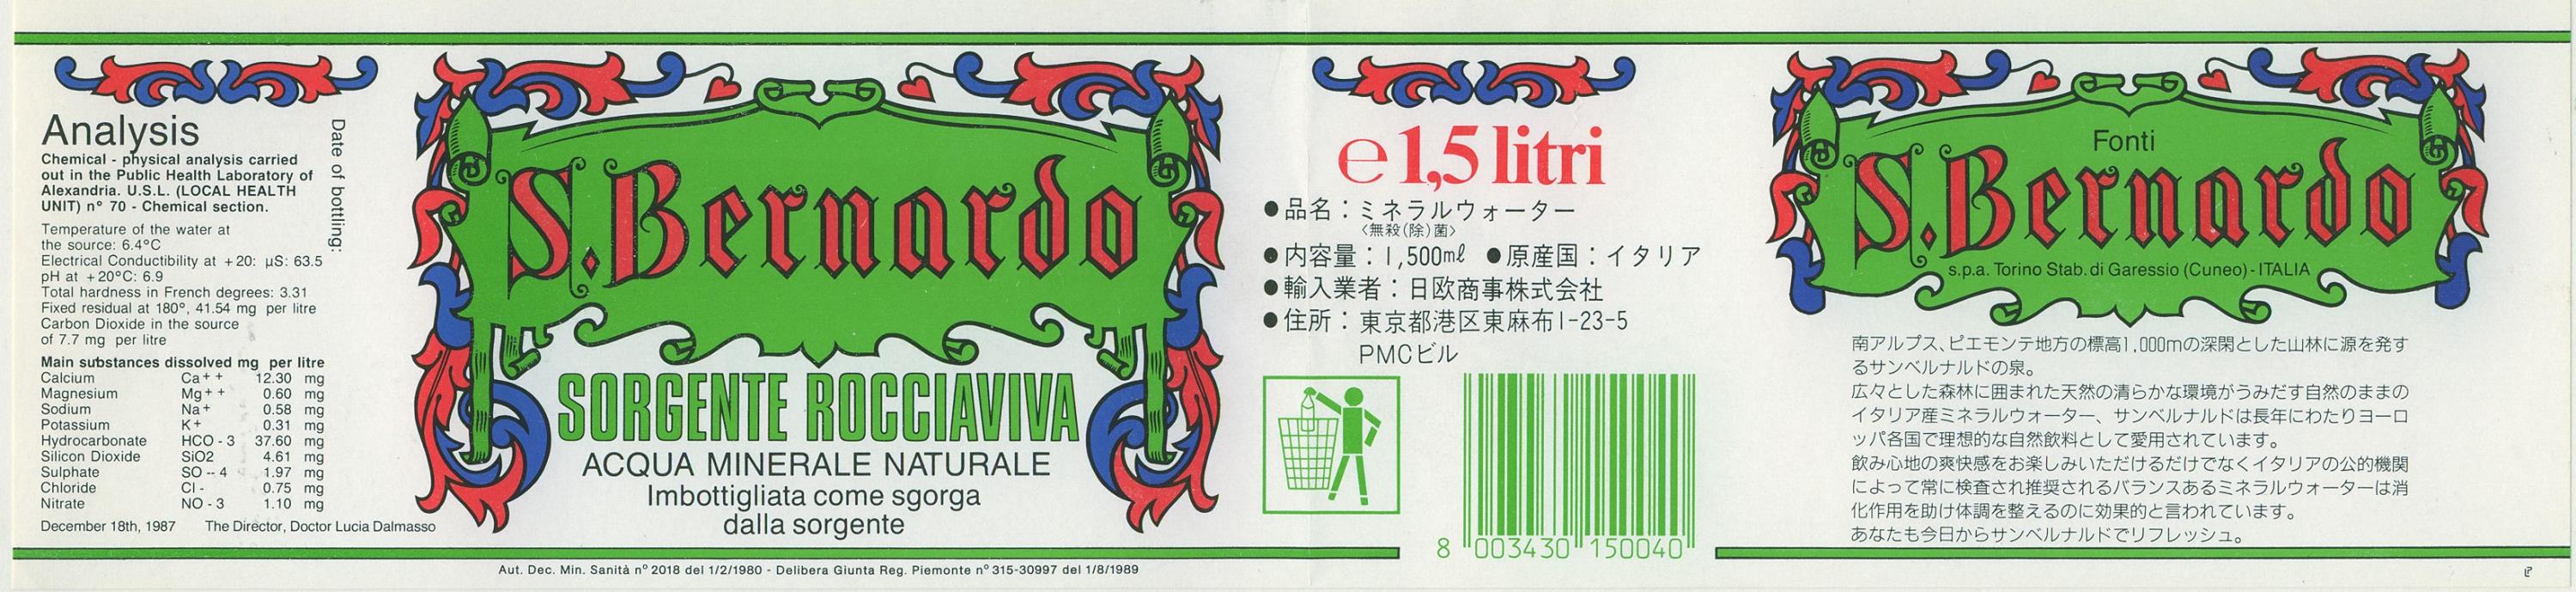 Analysis
Date of bottling:
Chemical - physical analysis carried
out in the Public Health Laboratory of
Alexandria. U.S.L. (LOCAL HEALTH
UNIT) n° 70 - Chemical section.
Temperature of the water at
the source: 6.4°C
Electrical Conductibility at +20: µS: 63.5
pH at +20°C: 6.9
Total hardness in French degrees: 3.31
Fixed residual at 180°, 41.54 mg per litre
Carbon Dioxide in the source
of 7.7 mg per litre
Main substances dissolved mg per litre
Calcium Ca++ 12.30 mg
Magnesium Mg++ 0.60 mg
Sodium Na+ 0.58 mg
Potassium K+ 0.31 mg
Hydrocarbonate HCO-3 37.60 mg
Silicon Dioxide SiO2 4.61 mg
Sulphate SO--4 1.97 mg
Chloride Cl- 0.75 mg
Nitrate NO-3 1.10 mg
December 18th, 1987 The Director, Doctor Lucia Dalmasso
S.Bernardo
SORGENTE ROCCIAVIVA
ACQUA MINERALE NATURALE
Imbottigliata come sgorga
dalla sorgente
Aut. Dec. Min. Sanità n° 2018 del 1/2/1980 - Delibera Giunta Reg. Piemonte n° 315-30997 del 1/8/1989
℮ 1,5 litri
●品名：ミネラルウォーター
〈無殺(除)菌〉
●内容量：1,500mℓ ●原産国：イタリア
●輸入業者：日欧商事株式会社
●住所：東京都港区東麻布1-23-5
PMCビル
8 003430 150040
Fonti
S.Bernardo
s.p.a. Torino Stab. di Garessio (Cuneo) - ITALIA
南アルプス、ピエモンテ地方の標高1,000mの深閑とした山林に源を発す
るサンベルナルドの泉。
広々とした森林に囲まれた天然の清らかな環境がうみだす自然のままの
イタリア産ミネラルウォーター、サンベルナルドは長年にわたりヨーロ
ッパ各国で理想的な自然飲料として愛用されています。
飲み心地の爽快感をお楽しみいただけるだけでなくイタリアの公的機関
によって常に検査され推奨されるバランスあるミネラルウォーターは消
化作用を助け体調を整えるのに効果的と言われています。
あなたも今日からサンベルナルドでリフレッシュ。